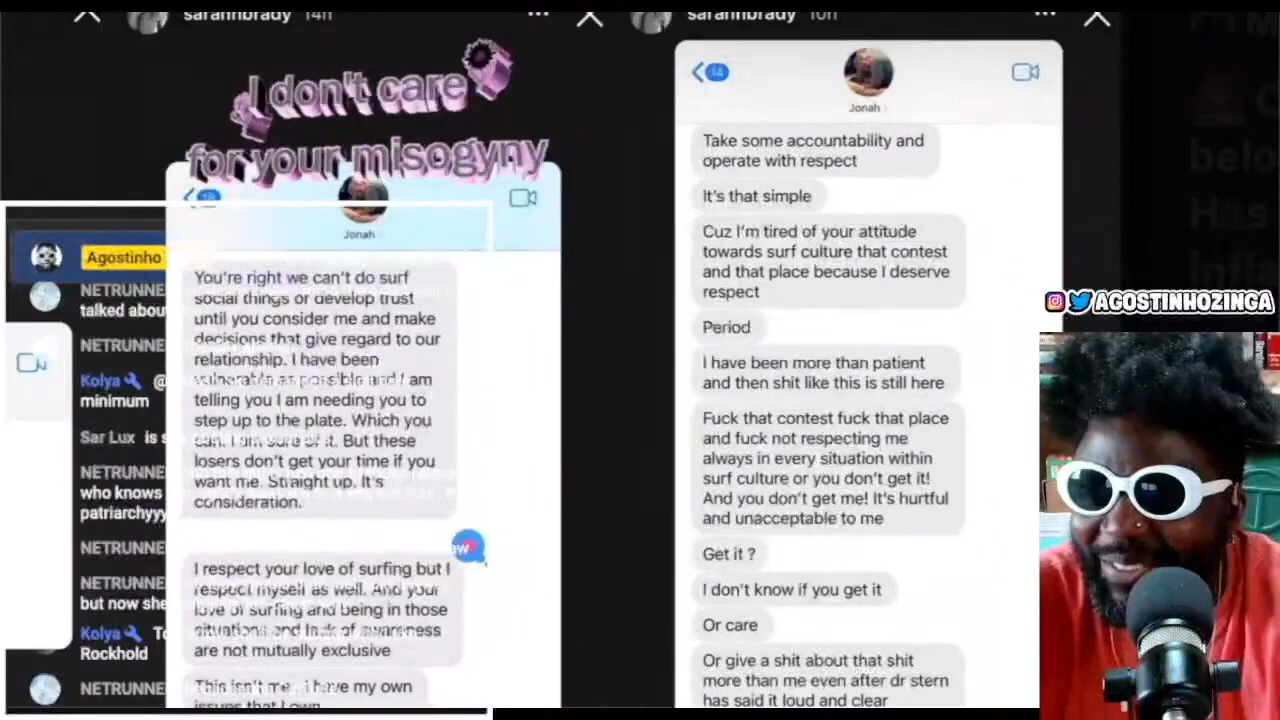 sarahhbrady 14h
I don't care
for your misogyny
18
Jonah
You're right we can't do surf
social things or develop trust
until you consider me and make
decisions that give regard to our
relationship. I have been
vulnerable as possible and I am
telling you I am needing you to
step up to the plate. Which you
can. I am sure of it. But these
losers don't get your time if you
want me. Straight up. It's
consideration.
I respect your love of surfing but I
respect myself as well. And your
love of surfing and being in those
situations and lack of awareness
are not mutually exclusive
This isn't me. I have my own
issues that I own
Agostinho
NETRUNNE
talked abou
NETRUNNE
Kolya @
minimum
Sar Lux is s
NETRUNNE
who knows
patriarchyyy
NETRUNNE
NETRUNNE
but now she
Kolya To
Rockhold
NETRUNNE
aw
sarahhbrady 10h
14
Jonah
Take some accountability and
operate with respect
It's that simple
Cuz I'm tired of your attitude
towards surf culture that contest
and that place because I deserve
respect
Period
I have been more than patient
and then shit like this is still here
Fuck that contest fuck that place
and fuck not respecting me
always in every situation within
surf culture or you don't get it!
And you don't get me! It's hurtful
and unacceptable to me
Get it ?
I don't know if you get it
Or care
Or give a shit about that shit
more than me even after dr stern
has said it loud and clear
belo
Has
infla
AGOSTINHOZINGA